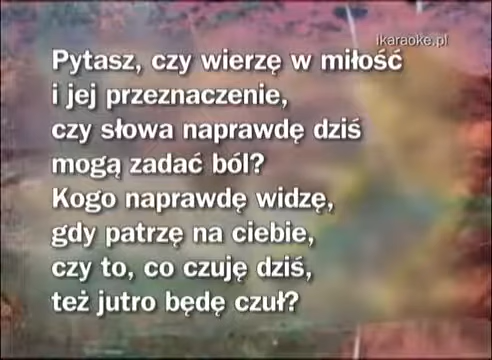 ikaraoke.pl
Pytasz, czy wierzę w miłość
i jej przeznaczenie,
czy słowa naprawdę dziś
mogą zadać ból?
Kogo naprawdę widzę,
gdy patrzę na ciebie,
czy to, co czuję dziś,
też jutro będę czuł?